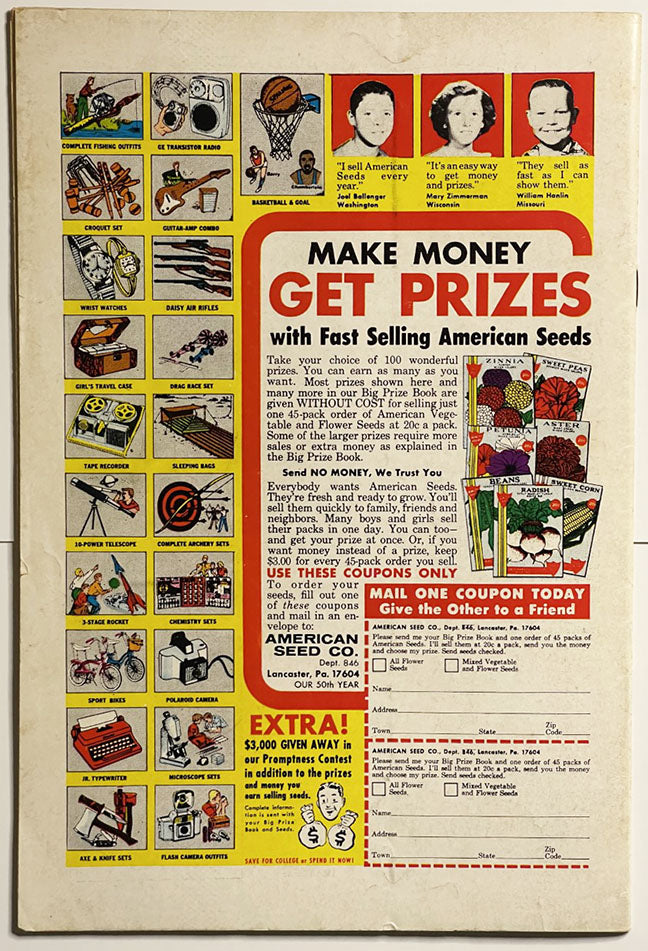 COMPLETE FISHING OUTFITS
GE TRANSISTOR RADIO
BASKETBALL & GOAL
CROQUET SET
GUITAR-AMP COMBO
WRIST WATCHES
DAISY AIR RIFLES
GIRL'S TRAVEL CASE
DRAG RACE SET
TAPE RECORDER
SLEEPING BAGS
10-POWER TELESCOPE
COMPLETE ARCHERY SETS
3-STAGE ROCKET
CHEMISTRY SETS
SPORT BIKES
POLAROID CAMERA
JR. TYPEWRITER
MICROSCOPE SETS
AXE & KNIFE SETS
FLASH CAMERA OUTFITS
"I sell American
Seeds every
year."
Joel Ballenger
Washington
"It's an easy way
to get money
and prizes."
Mary Zimmerman
Wisconsin
"They sell as
fast as I can
show them."
William Hanlin
Missouri
MAKE MONEY
GET PRIZES
with Fast Selling American Seeds
Take your choice of 100 wonderful
prizes. You can earn as many as you
want. Most prizes shown here and
many more in our Big Prize Book are
given WITHOUT COST for selling just
one 45-pack order of American Vege-
table and Flower Seeds at 20c a pack.
Some of the larger prizes require more
sales or extra money as explained in
the Big Prize Book.
Send NO MONEY, We Trust You
Everybody wants American Seeds.
They're fresh and ready to grow. You'll
sell them quickly to family, friends and
neighbors. Many boys and girls sell
their packs in one day. You can too—
and get your prize at once. Or, if you
want money instead of a prize, keep
$3.00 for every 45-pack order you sell.
USE THESE COUPONS ONLY
To order your
seeds, fill out one
of these coupons
and mail in an en-
velope to:
AMERICAN
SEED CO.
Dept. 846
Lancaster, Pa. 17604
OUR 50th YEAR
ZINNIA
SWEET PEAS
PETUNIA
ASTER
BEANS
RADISH
SWEET CORN
MAIL ONE COUPON TODAY
Give the Other to a Friend
AMERICAN SEED CO., Dept. 846, Lancaster, Pa. 17604
Please send me your Big Prize Book and one order of 45 packs of
American Seeds. I'll sell them at 20c a pack, send you the money
and choose my prize. Send seeds checked.
All Flower
Seeds
Mixed Vegetable
and Flower Seeds
Name
Address
Town State Zip Code
AMERICAN SEED CO., Dept. 846, Lancaster, Pa. 17604
Please send me your Big Prize Book and one order of 45 packs of
American Seeds. I'll sell them at 20c a pack, send you the money
and choose my prize. Send seeds checked.
All Flower
Seeds
Mixed Vegetable
and Flower Seeds
Name
Address
Town State Zip Code
EXTRA!
$3,000 GIVEN AWAY in
our Promptness Contest
in addition to the prizes
and money you
earn selling seeds.
Complete informa-
tion is sent with
your Big Prize
Book and Seeds.
$ $
SAVE FOR COLLEGE or SPEND IT NOW!